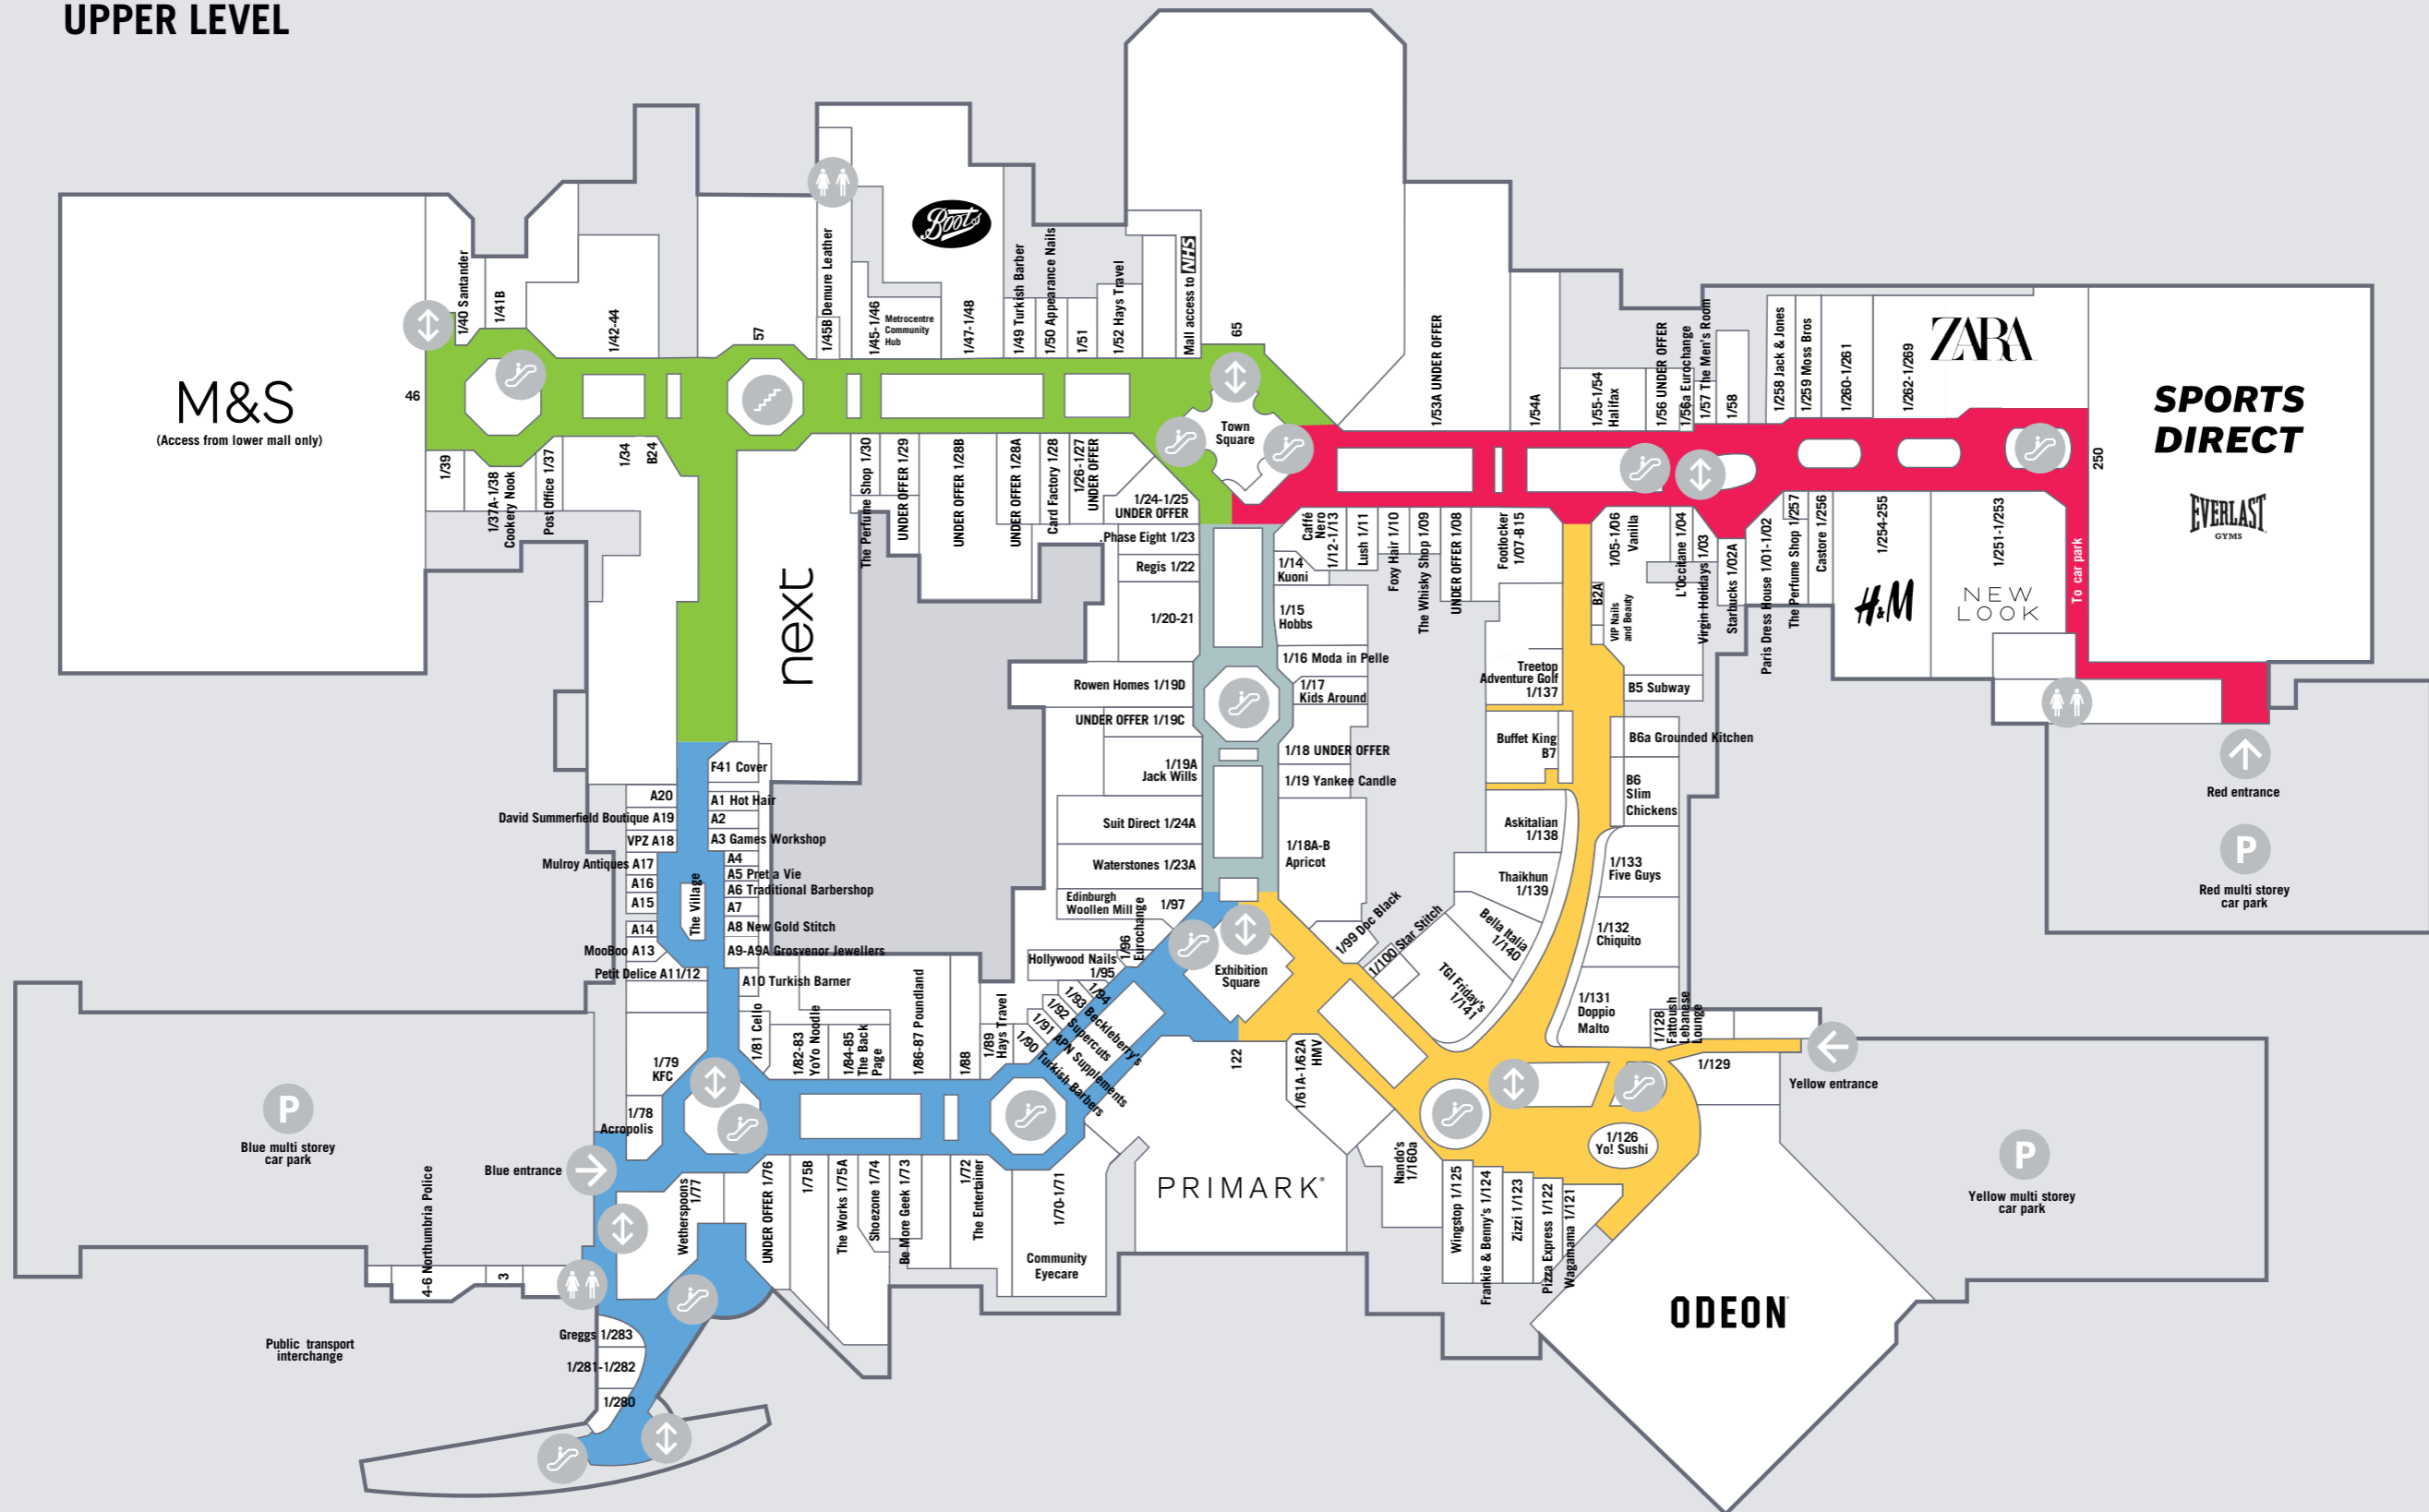 UPPER LEVEL
M&S
(Access from lower mall only)
46
1/40 Santander
1/41B
1/42-44
57
1/45B Demure Leather
1/45-1/46
Metrocentre
Community
Hub
Boots
1/47-1/48
1/49 Turkish Barber
1/50 Appearance Nails
1/51
1/52 Hays Travel
Mall access to NHS
65
Town
Square
1/53A UNDER OFFER
1/54A
1/55-1/54
Halifax
1/56 UNDER OFFER
1/56a Eurochange
1/57 The Men's Room
1/58
1/258 Jack & Jones
1/259 Moss Bros
1/260-1/261
1/262-1/269
ZARA
SPORTS
DIRECT
EVERLAST
GYMS
250
To car park
1/39
1/37A-1/38
Cookery Nook
Post Office 1/37
1/34
B24
next
The Perfume Shop 1/30
UNDER OFFER 1/29
UNDER OFFER 1/28B
UNDER OFFER 1/28A
Card Factory 1/28
1/26-1/27
UNDER OFFER
1/24-1/25
UNDER OFFER
.Phase Eight 1/23
Regis 1/22
1/20-21
Rowen Homes 1/19D
UNDER OFFER 1/19C
1/19A
Jack Wills
Suit Direct 1/24A
Waterstones 1/23A
Edinburgh
Woollen Mill
1/97
1/96
Eurochange
Hollywood Nails
1/95
1/94
1/93 Beckleberry's
1/92 Supercuts
1/91 APN Supplements
1/90 Turkish Barbers
Caffé
Nero
1/12-1/13
Lush 1/11
Foxy Hair 1/10
The Whisky Shop 1/09
UNDER OFFER 1/08
Footlocker
1/07-B15
1/14
Kuoni
1/15
Hobbs
1/16 Moda in Pelle
1/17
Kids Around
1/18 UNDER OFFER
1/19 Yankee Candle
1/18A-B
Apricot
1/05-1/06
Vanilla
L'Occitane 1/04
Virgin Holidays 1/03
Starbucks 1/02A
Paris Dress House 1/01-1/02
The Perfume Shop 1/257
Castore 1/256
1/254-255
H&M
1/251-1/253
NEW
LOOK
B2A
VIP Nails
and Beauty
Treetop
Adventure Golf
1/137
B5 Subway
Buffet King
B7
B6a Grounded Kitchen
B6
Slim
Chickens
Askitalian
1/138
Thaikhun
1/139
Bella Italia
1/140
TGI Friday's
1/141
1/99 Doc Black
1/100 Star Stitch
1/133
Five Guys
1/132
Chiquito
1/131
Doppio
Malto
1/128
Fattoush
Lebanese
Lounge
1/129
Red entrance
P
Red multi storey
car park
Yellow entrance
P
Yellow multi storey
car park
F41 Cover
A20
A1 Hot Hair
David Summerfield Boutique A19
A2
VPZ A18
A3 Games Workshop
Mulroy Antiques A17
A4
A5 Pret a Vie
A16
A6 Traditional Barbershop
A15
A7
The Village
A14
A8 New Gold Stitch
MooBoo A13
A9-A9A Grosvenor Jewellers
Petit Delice A11/12
A10 Turkish Barner
1/81 Cello
1/82-83
YoYo Noodle
1/84-85
The Back
Page
1/86-87 Poundland
1/88
1/89
Hays Travel
Exhibition
Square
122
1/61A-1/62A
HMV
1/79
KFC
1/78
Acropolis
P
Blue multi storey
car park
Blue entrance
Wetherspoons
1/77
UNDER OFFER 1/76
1/75B
The Works 1/75A
Shoezone 1/74
Be More Geek 1/73
1/72
The Entertainer
1/70-1/71
Community
Eyecare
PRIMARK
Nando's
1/160a
Wingstop 1/125
Frankie & Benny's 1/124
Zizzi 1/123
Pizza Express 1/122
Wagamama 1/121
1/126
Yo! Sushi
ODEON
4-6 Northumbria Police
3
Public transport
interchange
Greggs 1/283
1/281-1/282
1/280